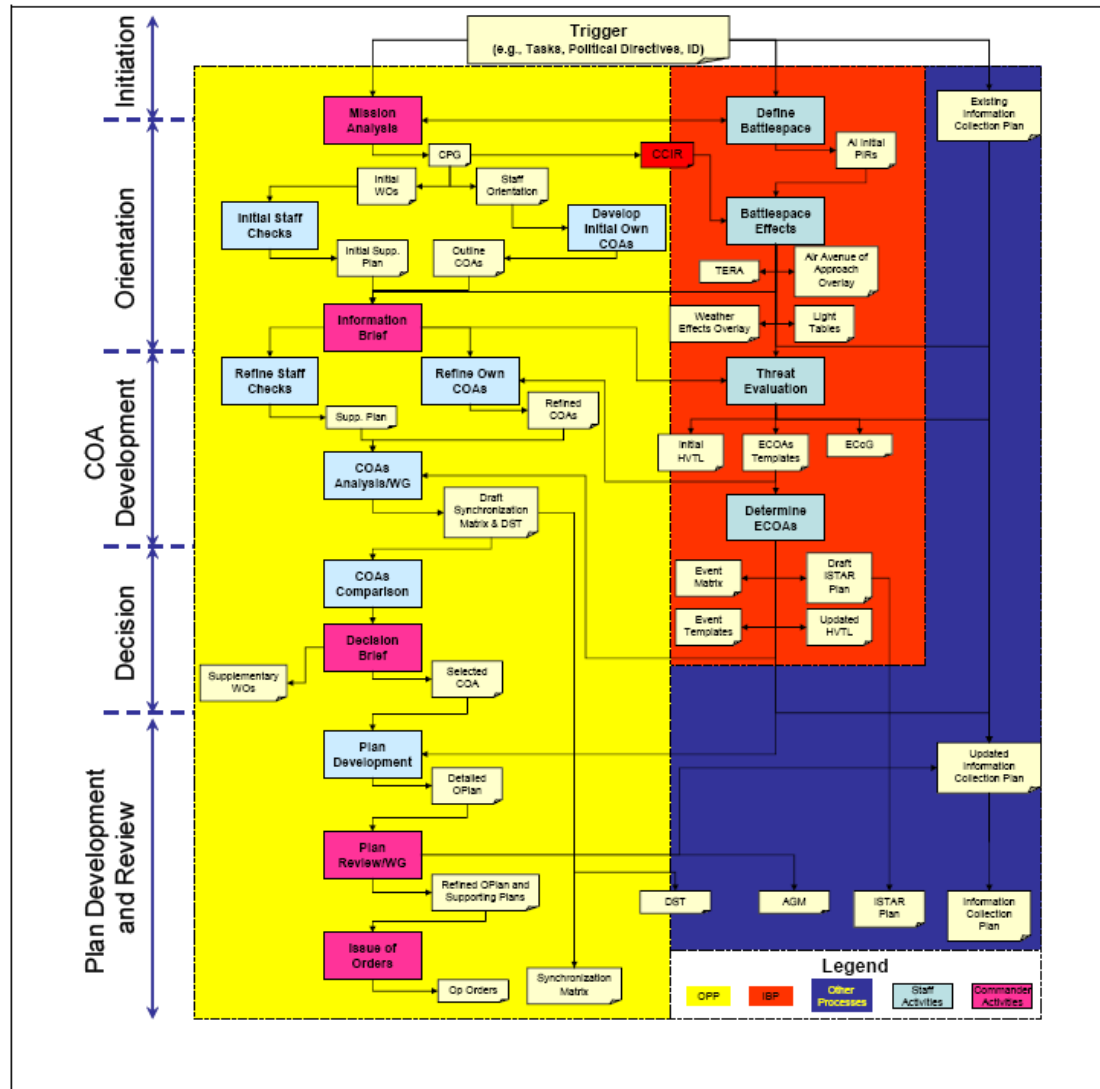 Trigger
(e.g., Tasks, Political Directives, ID)
Initiation
Mission
Analysis
Define
Battlespace
Existing
Information
Collection Plan
CPG
CCIR
AI Initial
PIRs
Orientation
Initial
WOs
Staff
Orientation
Initial Staff
Checks
Develop
Initial Own
COAs
Battlespace
Effects
Initial Supp.
Plan
Outline
COAs
TERA
Air Avenue of
Approach
Overlay
Information
Brief
Weather
Effects Overlay
Light
Tables
COA
Development
Refine Staff
Checks
Refine Own
COAs
Threat
Evaluation
Supp. Plan
Refined
COAs
Initial
HVTL
ECOAs
Templates
ECoG
COAs
Analysis/WG
Draft
Synchronization
Matrix & DST
Determine
ECOAs
Decision
COAs
Comparison
Event
Matrix
Draft
ISTAR
Plan
Decision
Brief
Event
Templates
Updated
HVTL
Supplementary
WOs
Selected
COA
Plan Development
and Review
Plan
Development
Updated
Information
Collection Plan
Detailed
OPlan
Plan
Review/WG
Refined OPlan and
Supporting Plans
DST
AGM
ISTAR
Plan
Information
Collection
Plan
Issue of
Orders
Op Orders
Synchronization
Matrix
Legend
OPP
IBP
Other
Processes
Staff
Activities
Commander
Activities